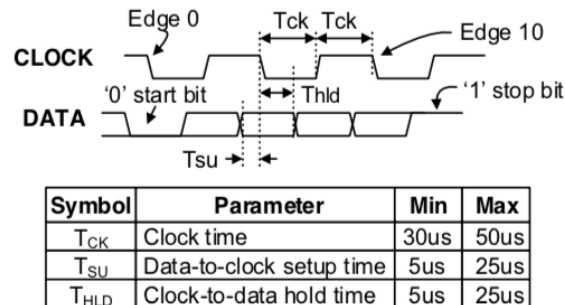 Edge 0
Tck Tck
Edge 10
CLOCK
'0' start bit
Thld
'1' stop bit
DATA
Tsu
Symbol Parameter Min Max
TCK Clock time 30us 50us
TSU Data-to-clock setup time 5us 25us
THLD Clock-to-data hold time 5us 25us